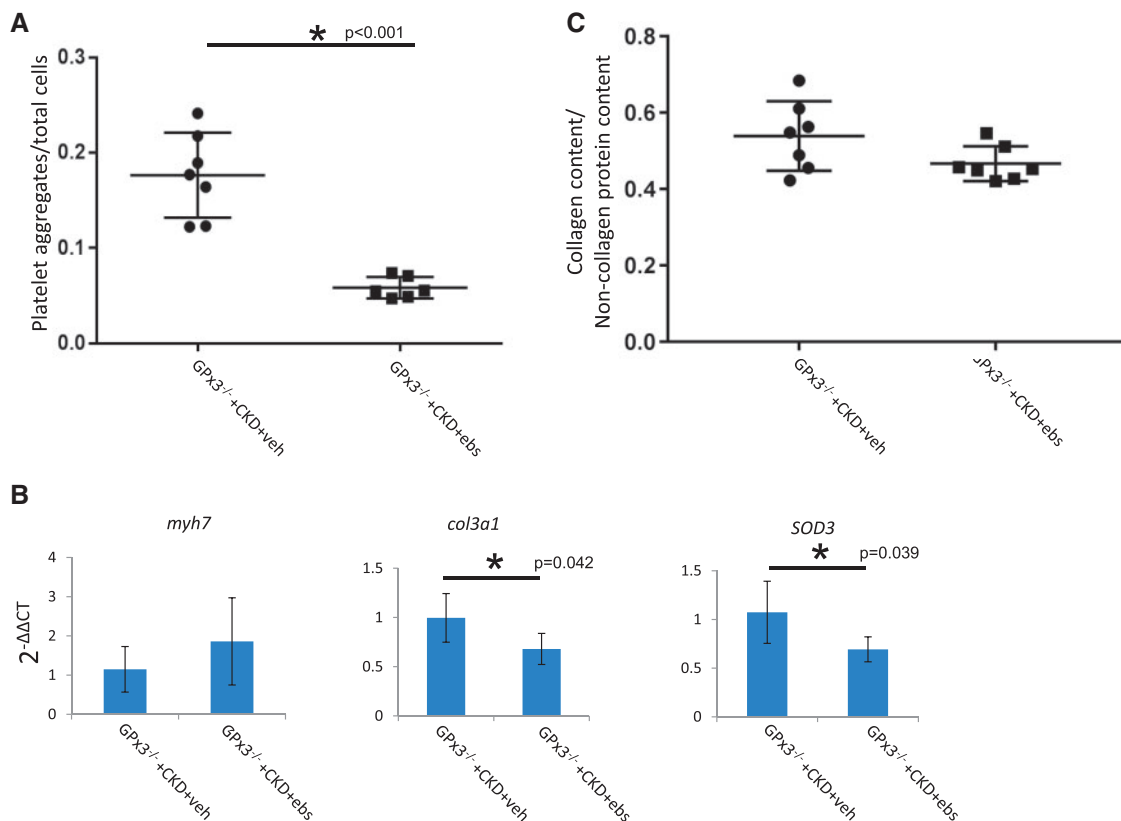 A
* p<0.001
Platelet aggregates/total cells
0.3
0.2
0.1
0.0
GPx3-/-+CKD+veh
GPx3-/-+CKD+ebs
C
Collagen content/
Non-collagen protein content
0.8
0.6
0.4
0.2
0.0
GPx3-/-+CKD+veh
GPx3-/-+CKD+ebs
B
myh7
2-ΔΔCT
4
3
2
1
0
GPx3-/-+CKD+veh
GPx3-/-+CKD+ebs
col3a1
* p=0.042
1.5
1
0.5
0
GPx3-/-+CKD+veh
GPx3-/-+CKD+ebs
SOD3
* p=0.039
1.5
1
0.5
0
GPx3-/-+CKD+veh
GPx3-/-+CKD+ebs